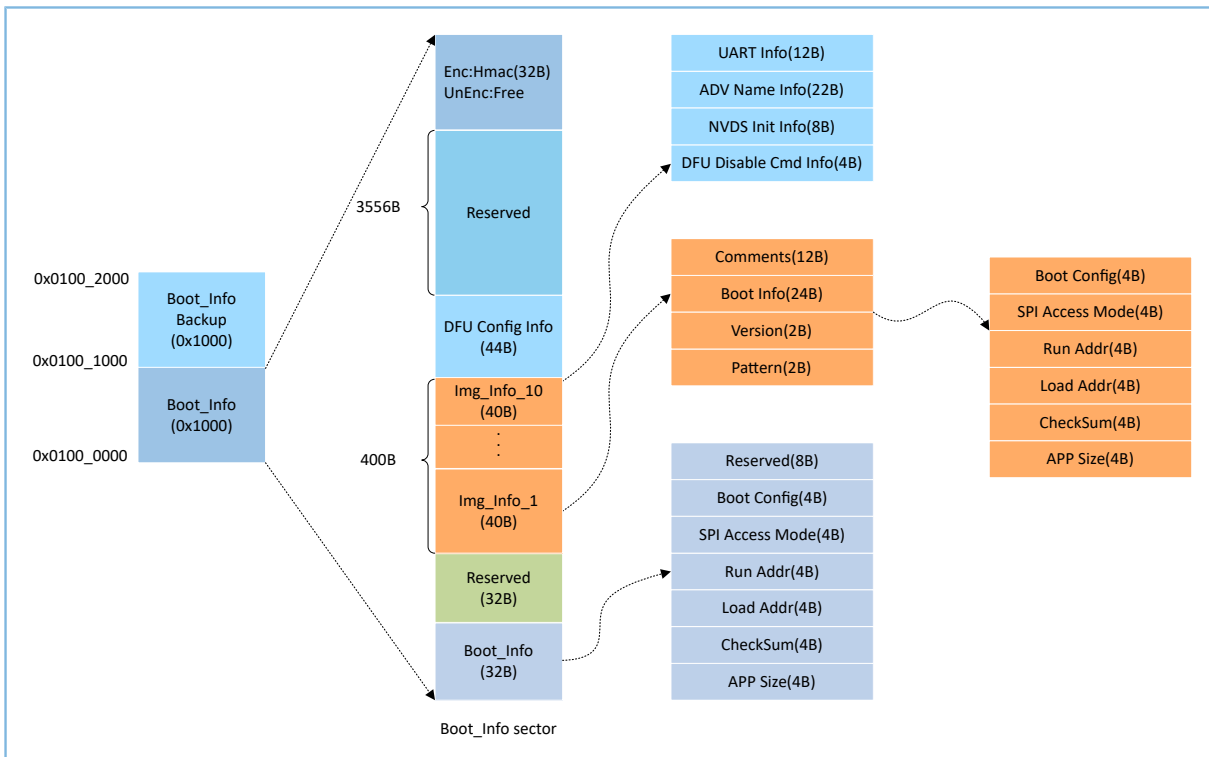 0x0100_2000
Boot_Info
Backup
(0x1000)
0x0100_1000
Boot_Info
(0x1000)
0x0100_0000
Enc:Hmac(32B)
UnEnc:Free
3556B
Reserved
DFU Config Info
(44B)
400B
Img_Info_10
(40B)
.
.
.
Img_Info_1
(40B)
Reserved
(32B)
Boot_Info
(32B)
Boot_Info sector
UART Info(12B)
ADV Name Info(22B)
NVDS Init Info(8B)
DFU Disable Cmd Info(4B)
Comments(12B)
Boot Info(24B)
Version(2B)
Pattern(2B)
Reserved(8B)
Boot Config(4B)
SPI Access Mode(4B)
Run Addr(4B)
Load Addr(4B)
CheckSum(4B)
APP Size(4B)
Boot Config(4B)
SPI Access Mode(4B)
Run Addr(4B)
Load Addr(4B)
CheckSum(4B)
APP Size(4B)